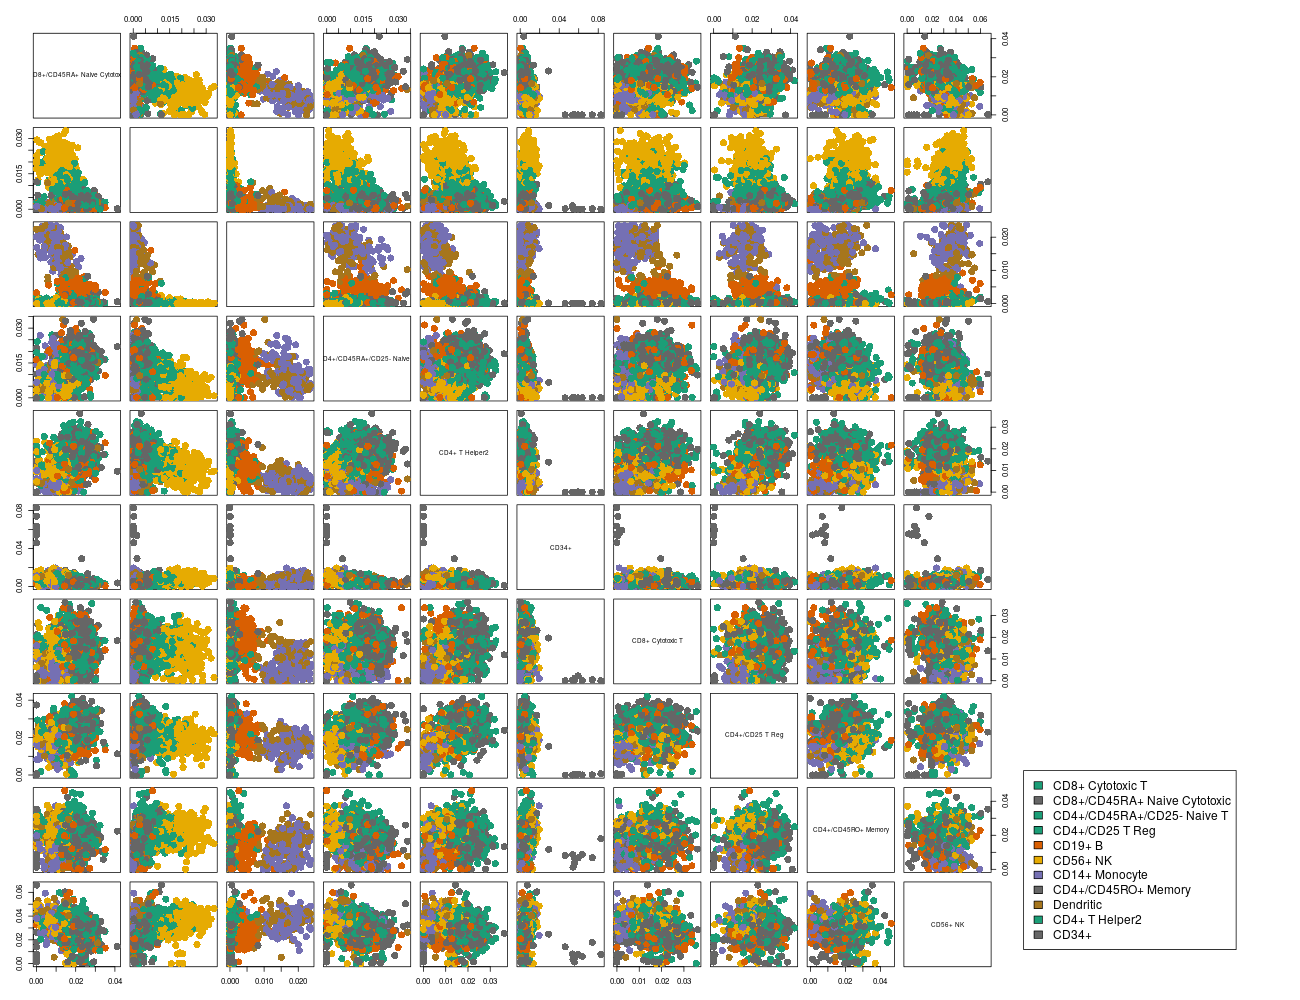 0.000 0.015 0.030
0.000 0.015 0.030
0.00 0.04 0.08
0.00 0.02 0.04
0.00 0.02 0.04 0.06
D8+/CD45RA+ Naive Cytotox
0.00 0.02 0.04
0.000 0.015 0.030
0.000 0.010 0.020
0.000 0.015 0.030
D4+/CD45RA+/CD25- Naive
CD4+ T Helper2
0.00 0.01 0.02 0.03
0.00 0.04 0.08
CD34+
CD8+ Cytotoxic T
0.00 0.01 0.02 0.03
0.00 0.02 0.04
CD4+/CD25 T Reg
CD4+/CD45RO+ Memory
0.00 0.02 0.04
0.00 0.02 0.04 0.06
CD56+ NK
0.00 0.02 0.04
0.000 0.010 0.020
0.00 0.01 0.02 0.03
0.00 0.01 0.02 0.03
0.00 0.02 0.04
CD8+ Cytotoxic T
CD8+/CD45RA+ Naive Cytotoxic
CD4+/CD45RA+/CD25- Naive T
CD4+/CD25 T Reg
CD19+ B
CD56+ NK
CD14+ Monocyte
CD4+/CD45RO+ Memory
Dendritic
CD4+ T Helper2
CD34+